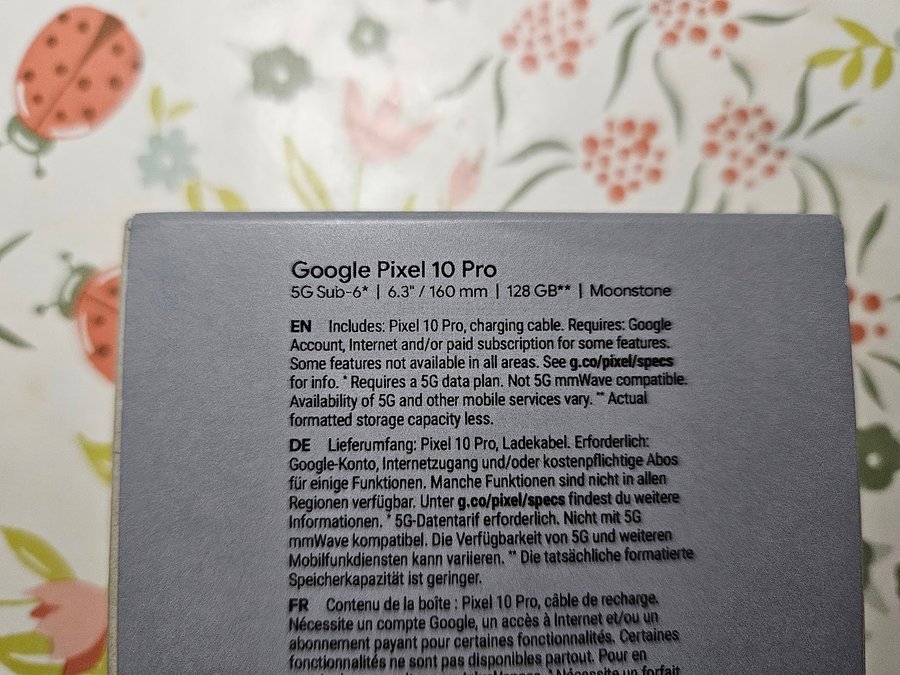 Google Pixel 10 Pro
5G Sub-6* | 6.3" / 160 mm | 128 GB** | Moonstone
EN Includes: Pixel 10 Pro, charging cable. Requires: Google
Account, Internet and/or paid subscription for some features.
Some features not available in all areas. See g.co/pixel/specs
for info. * Requires a 5G data plan. Not 5G mmWave compatible.
Availability of 5G and other mobile services vary. ** Actual
formatted storage capacity less.
DE Lieferumfang: Pixel 10 Pro, Ladekabel. Erforderlich:
Google-Konto, Internetzugang und/oder kostenpflichtige Abos
für einige Funktionen. Manche Funktionen sind nicht in allen
Regionen verfügbar. Unter g.co/pixel/specs findest du weitere
Informationen. * 5G-Datentarif erforderlich. Nicht mit 5G
mmWave kompatibel. Die Verfügbarkeit von 5G und weiteren
Mobilfunkdiensten kann variieren. ** Die tatsächliche formatierte
Speicherkapazität ist geringer.
FR Contenu de la boîte : Pixel 10 Pro, câble de recharge.
Nécessite un compte Google, un accès à Internet et/ou un
abonnement payant pour certaines fonctionnalités. Certaines
fonctionnalités ne sont pas disponibles partout. Pour en
* Nécessite un forfait